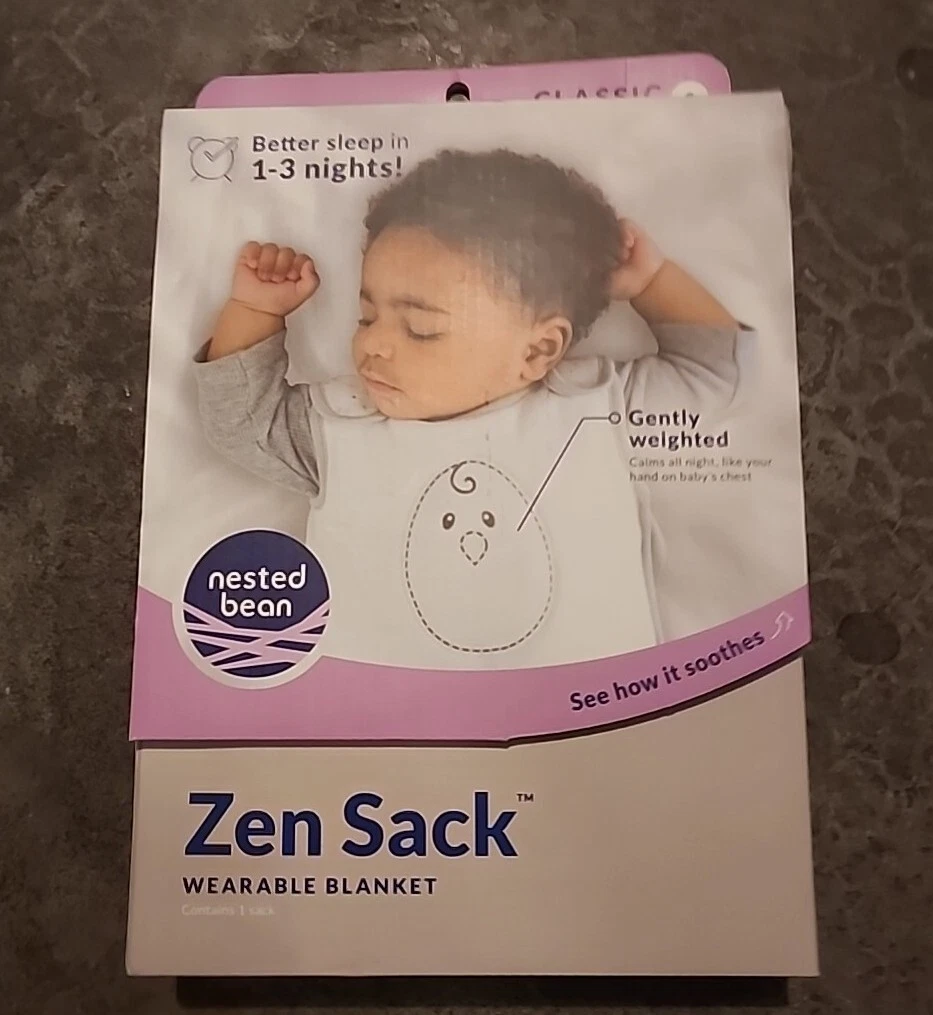 CLASSIC
Better sleep in
1-3 nights!
Gently
weighted
Calms all night, like your
hand on baby's chest
nested
bean
See how it soothes
Zen Sack™
WEARABLE BLANKET
Contains 1 sack